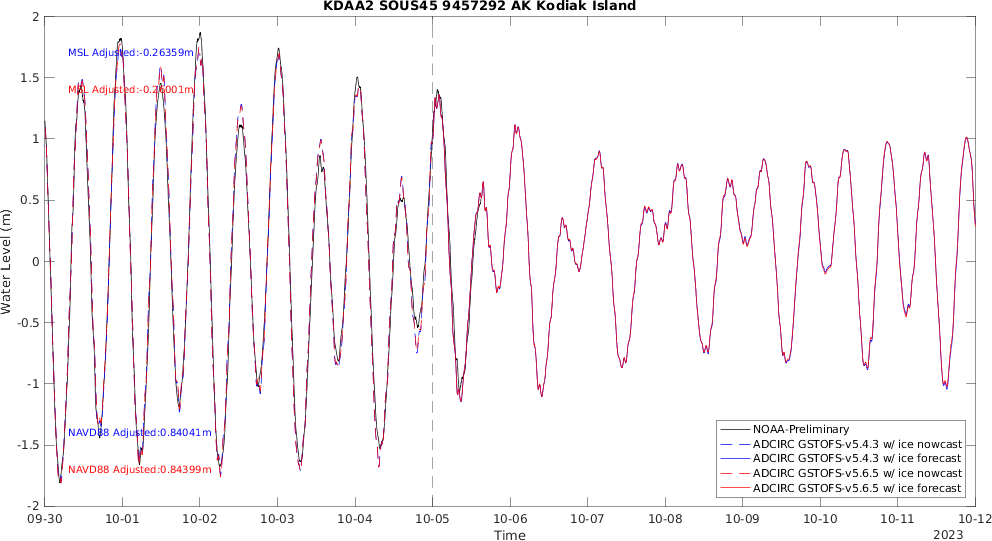 KDAA2 SOUS45 9457292 AK Kodiak Island
Water Level (m)
2
1.5
1
0.5
0
-0.5
-1
-1.5
-2
MSL Adjusted:-0.26359m
MSL Adjusted:-0.26001m
NAVD88 Adjusted:0.84041m
NAVD88 Adjusted:0.84399m
NOAA-Preliminary
ADCIRC GSTOFS-v5.4.3 w/ ice nowcast
ADCIRC GSTOFS-v5.4.3 w/ ice forecast
ADCIRC GSTOFS-v5.6.5 w/ ice nowcast
ADCIRC GSTOFS-v5.6.5 w/ ice forecast
09-30 10-01 10-02 10-03 10-04 10-05 10-06 10-07 10-08 10-09 10-10 10-11 10-12
Time
2023